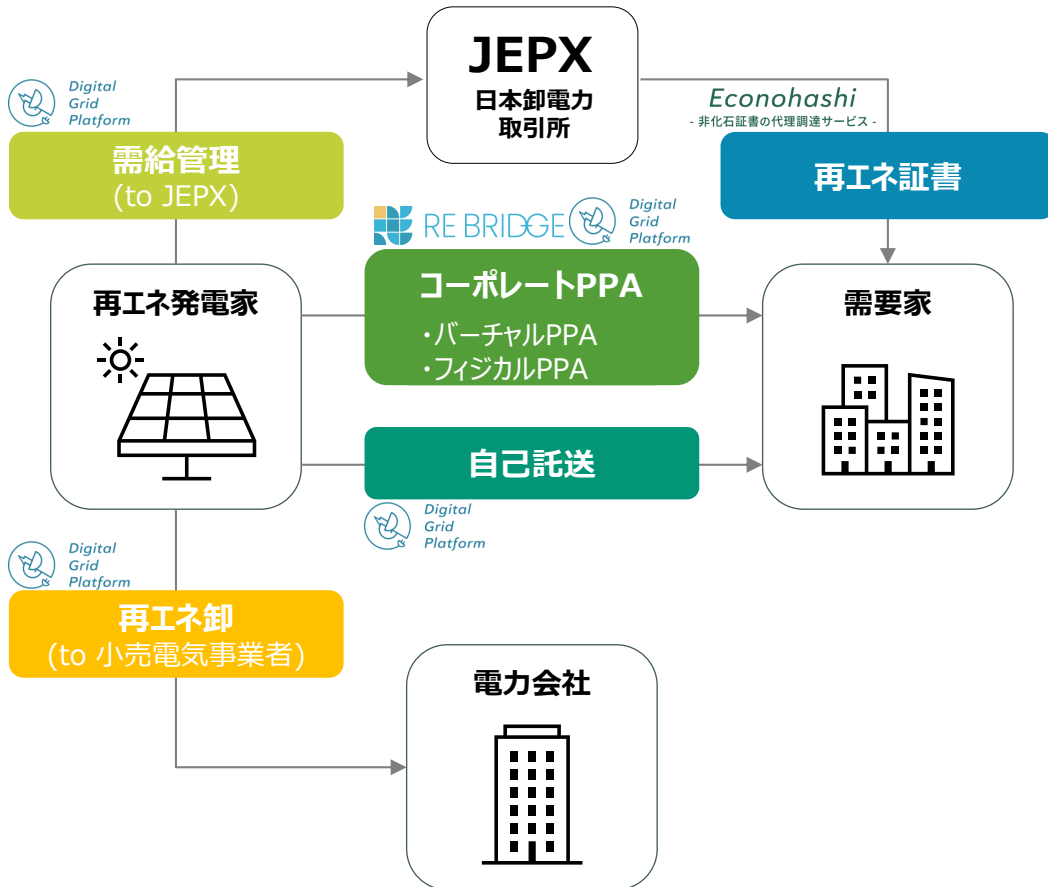 JEPX
日本卸電力
取引所
Digital
Grid
Platform
需給管理
(to JEPX)
Econohashi
- 非化石証書の代理調達サービス -
再エネ証書
RE BRIDGE
Digital
Grid
Platform
コーポレートPPA
・バーチャルPPA
・フィジカルPPA
再エネ発電家
需要家
自己託送
Digital
Grid
Platform
Digital
Grid
Platform
再エネ卸
(to 小売電気事業者)
電力会社